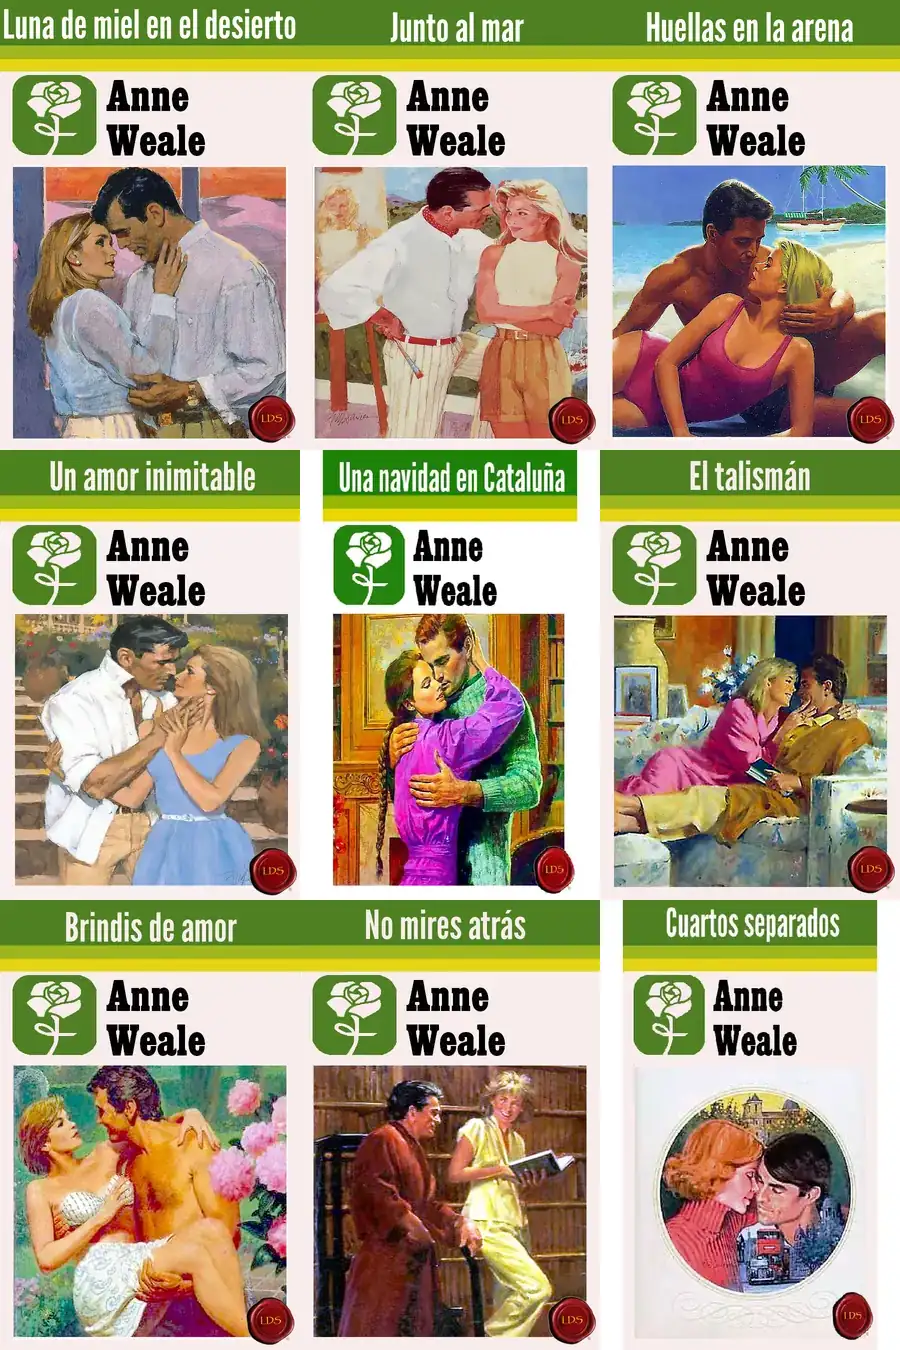 Luna de miel en el desierto
Anne
Weale
LDS
Junto al mar
Anne
Weale
LDS
Huellas en la arena
Anne
Weale
LDS
Un amor inimitable
Anne
Weale
LDS
Una navidad en Cataluña
Anne
Weale
LDS
El talismán
Anne
Weale
LDS
Brindis de amor
Anne
Weale
LDS
No mires atrás
Anne
Weale
LDS
Cuartos separados
Anne
Weale
LDS